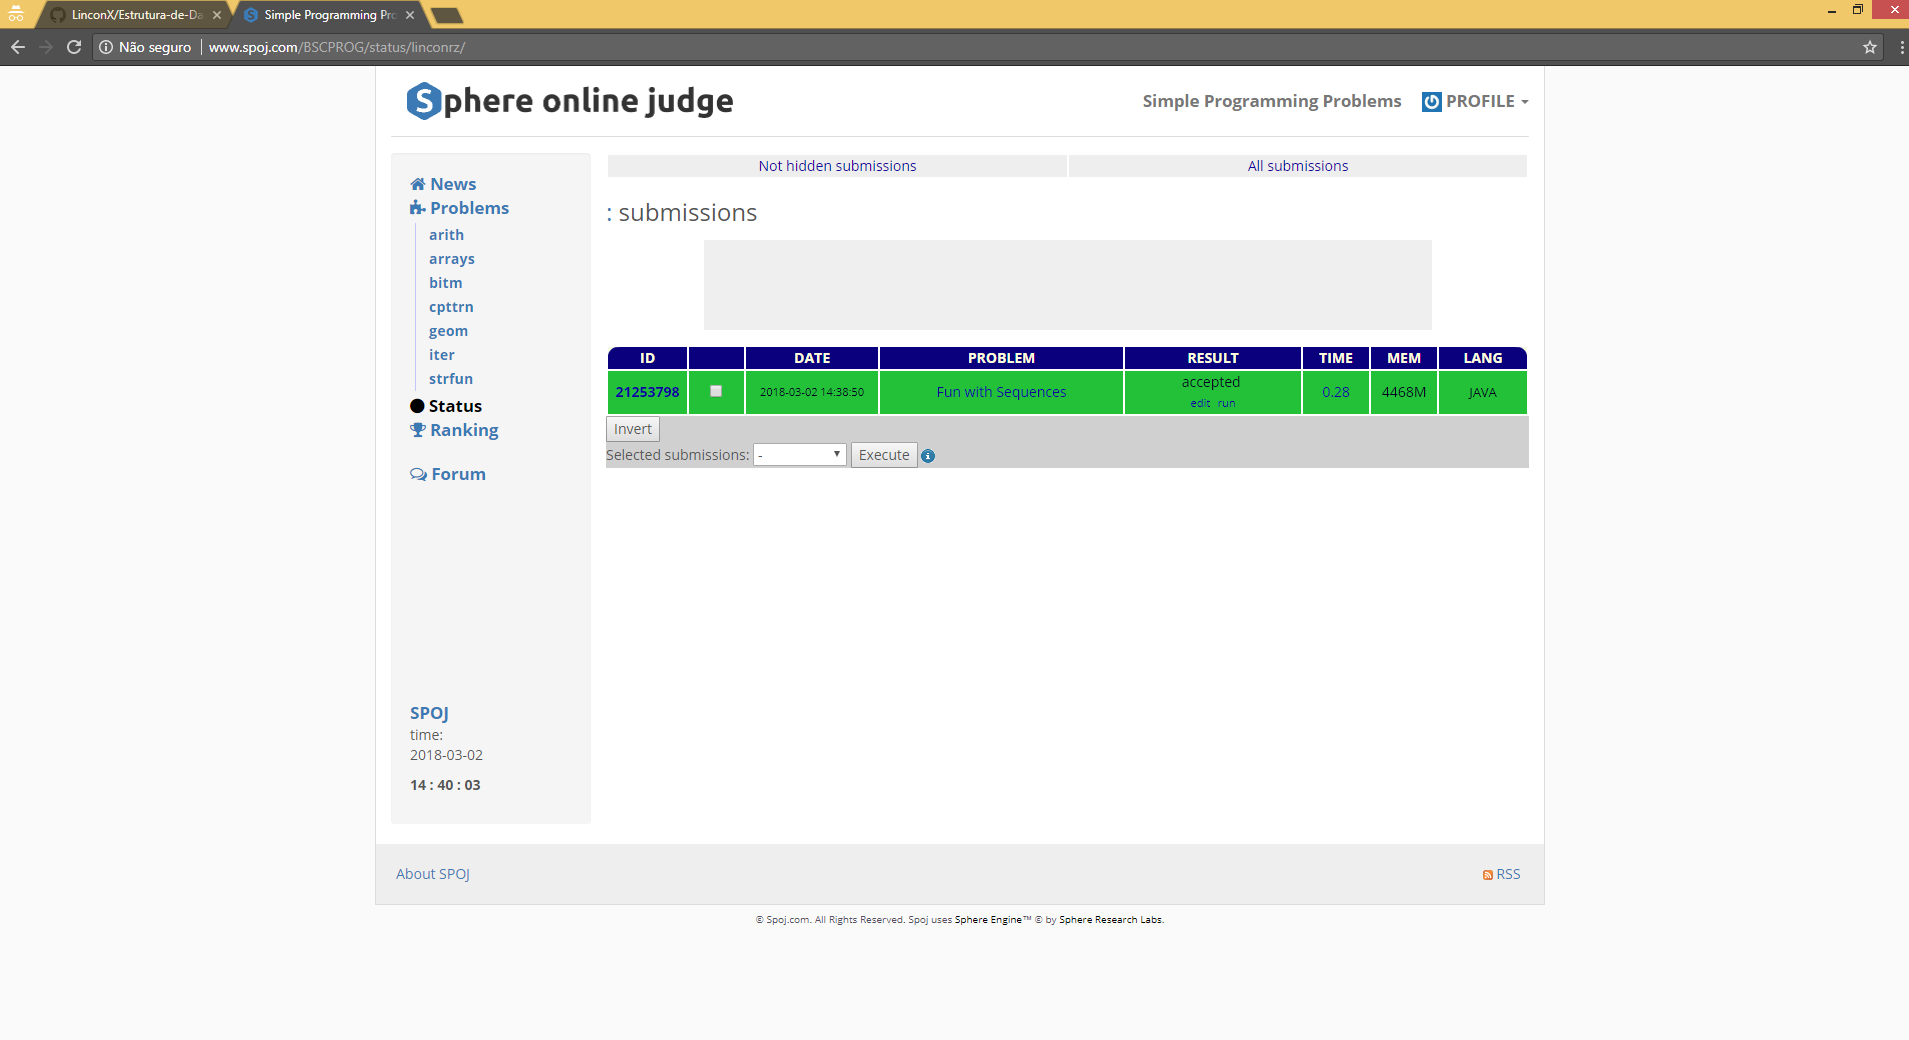 LinconX/Estrutura-de-Da
Simple Programming Pro
Não seguro
www.spoj.com/BSCPROG/status/linconrz/
Sphere online judge
Simple Programming Problems
PROFILE
News
Problems
arith
arrays
bitm
cpttrn
geom
iter
strfun
Status
Ranking
Forum
SPOJ
time:
2018-03-02
14 : 40 : 03
Not hidden submissions
All submissions
: submissions
ID DATE PROBLEM RESULT TIME MEM LANG
21253798 2018-03-02 14:38:50 Fun with Sequences accepted 0.28 4468M JAVA
edit run
Invert
Selected submissions: - Execute
About SPOJ
RSS
© Spoj.com. All Rights Reserved. Spoj uses Sphere Engine™ © by Sphere Research Labs.